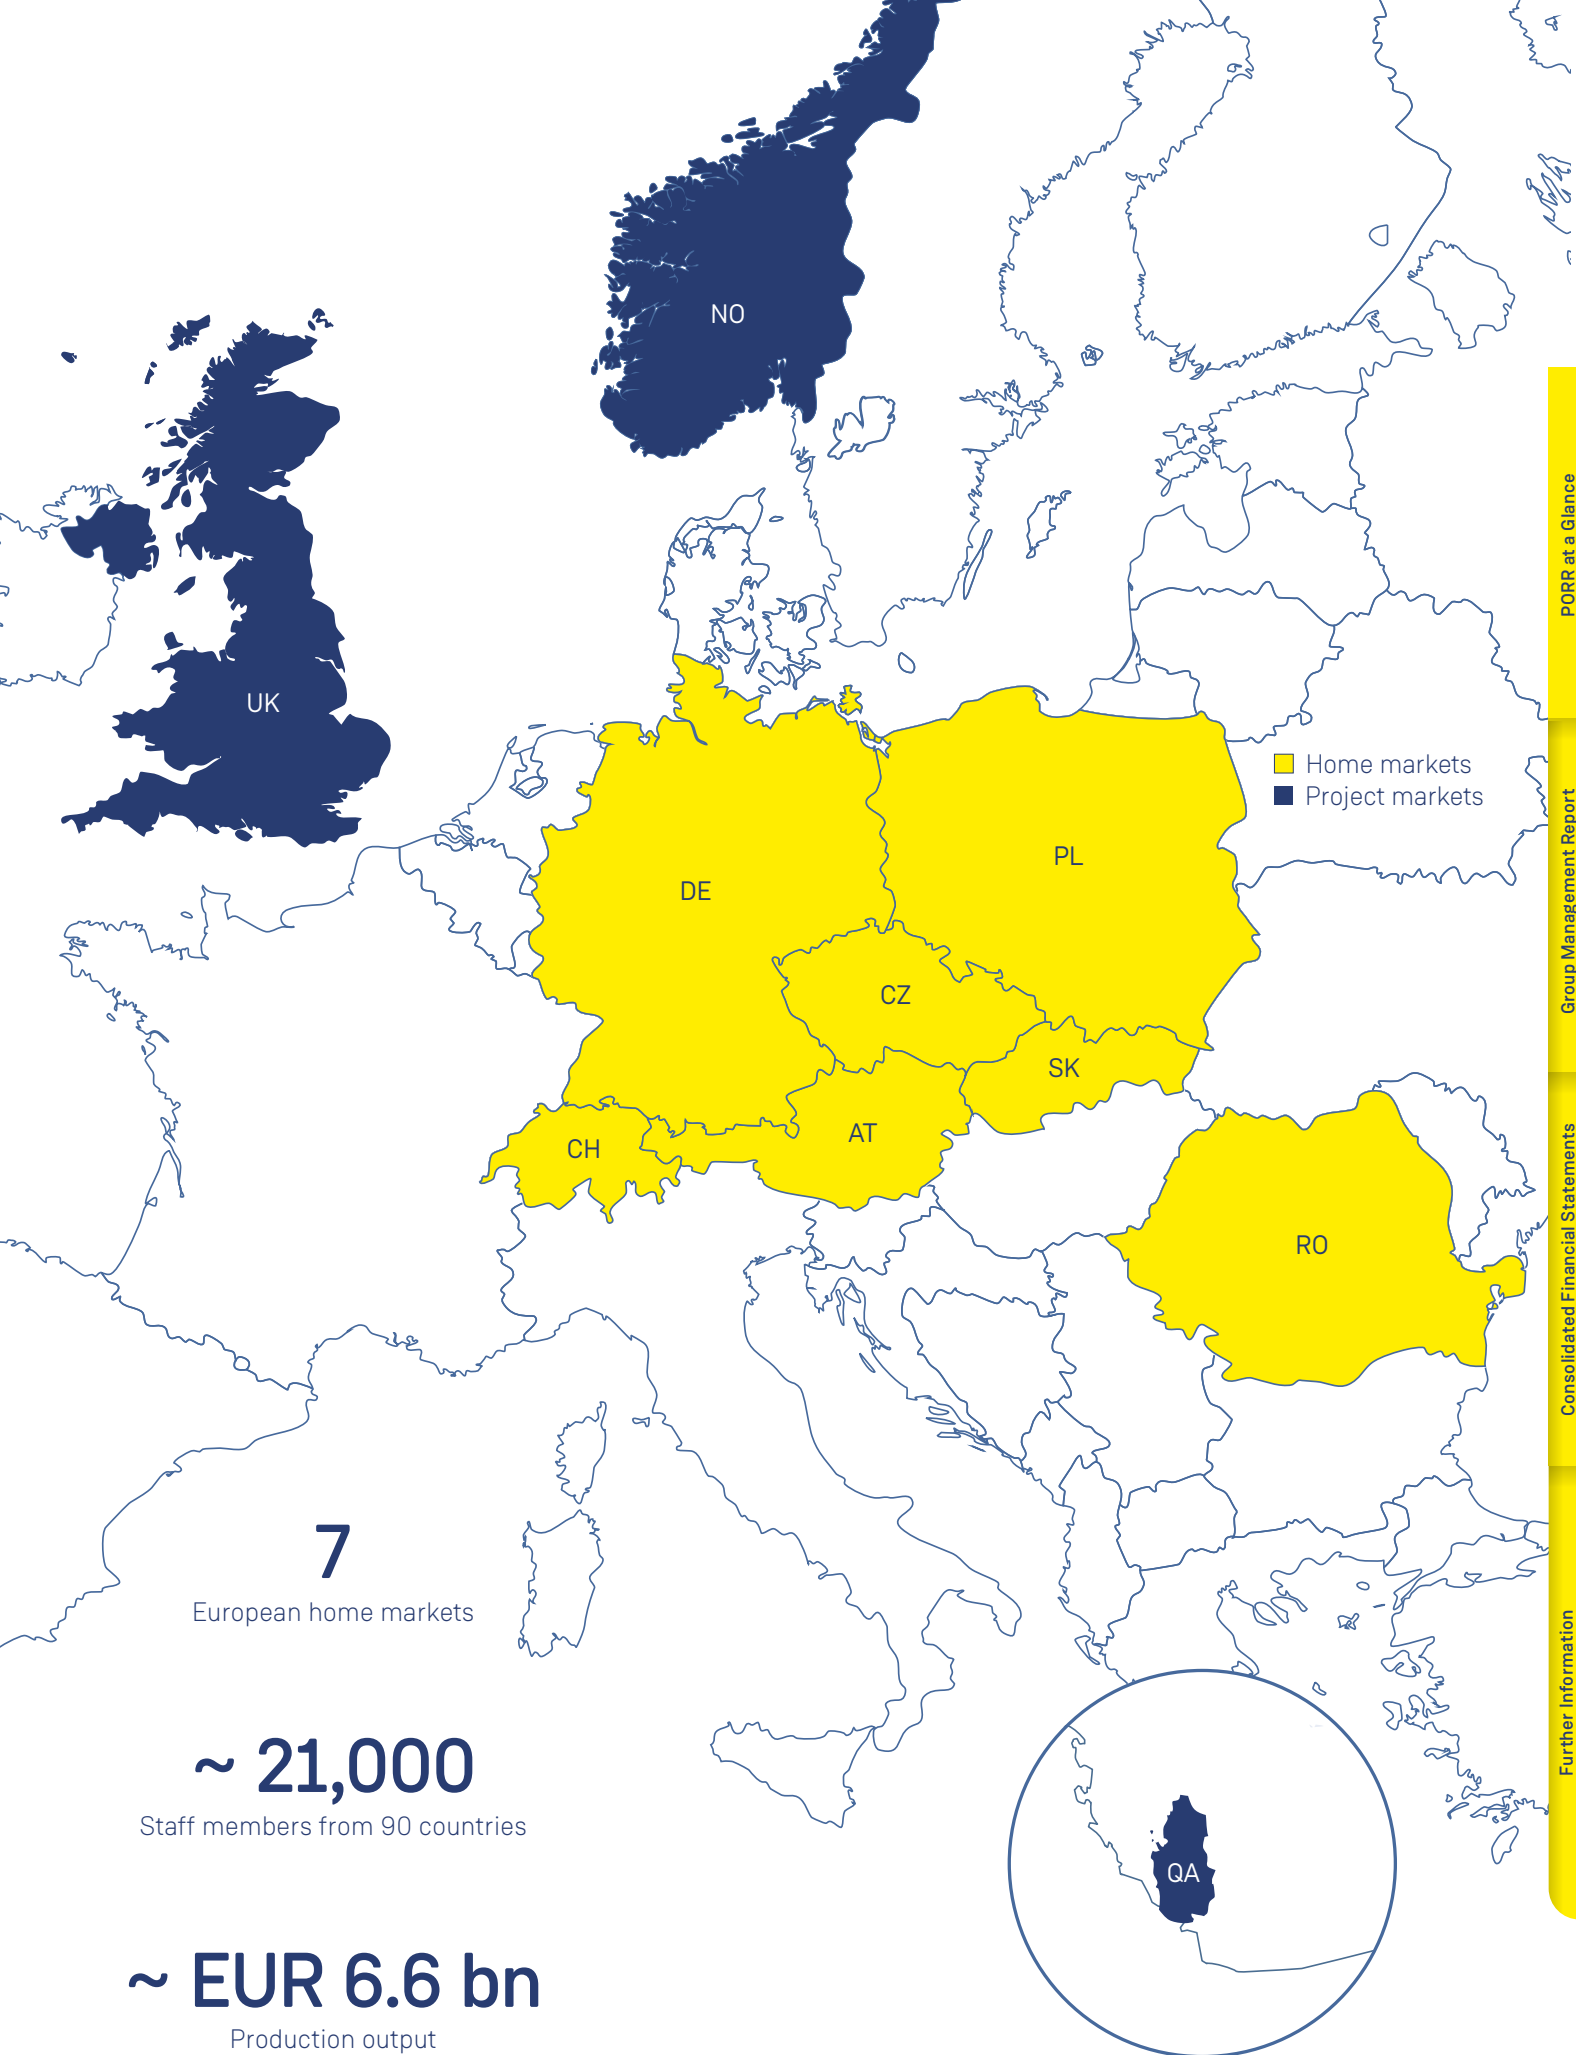 NO
UK
Home markets
Project markets
PL
DE
CZ
SK
AT
CH
RO
7
European home markets
~ 21,000
Staff members from 90 countries
QA
~ EUR 6.6 bn
Production output
PORR at a Glance
Group Management Report
Consolidated Financial Statements
Further Information